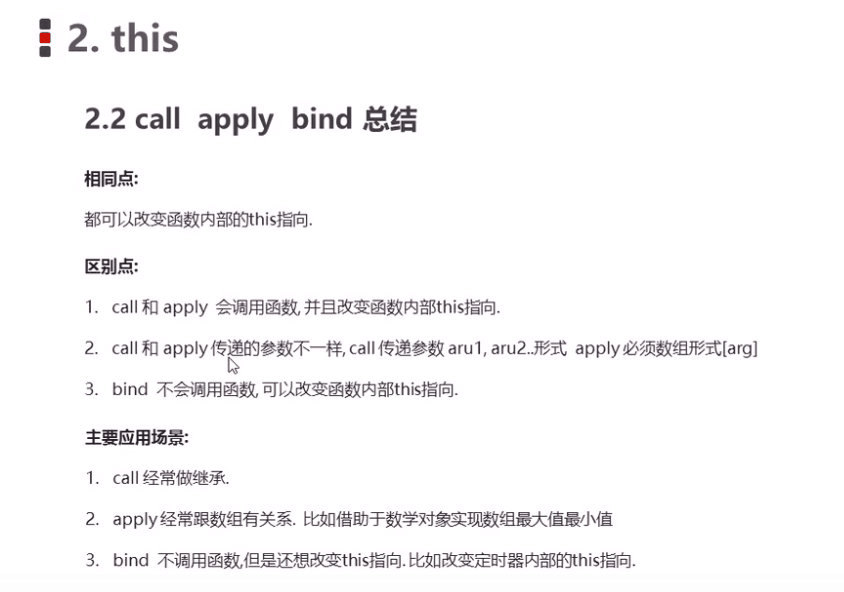 2. this
2.2 call apply bind 总结
相同点:
都可以改变函数内部的this指向.
区别点:
1. call 和 apply 会调用函数, 并且改变函数内部this指向.
2. call 和 apply 传递的参数不一样, call 传递参数 aru1, aru2..形式 apply 必须数组形式[arg]
3. bind 不会调用函数, 可以改变函数内部this指向.
主要应用场景:
1. call 经常做继承.
2. apply 经常跟数组有关系. 比如借助于数学对象实现数组最大值最小值
3. bind 不调用函数,但是还想改变this指向. 比如改变定时器内部的this指向.